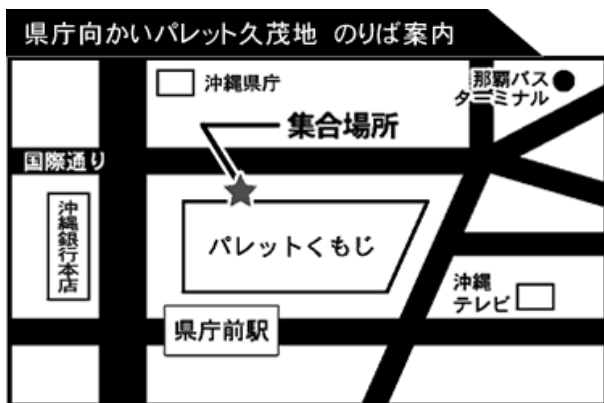 県庁向かいパレット久茂地 のりば案内
沖縄県庁
那覇バス
ターミナル
集合場所
国際通り
沖縄銀行本店
パレットくもじ
沖縄
テレビ
県庁前駅